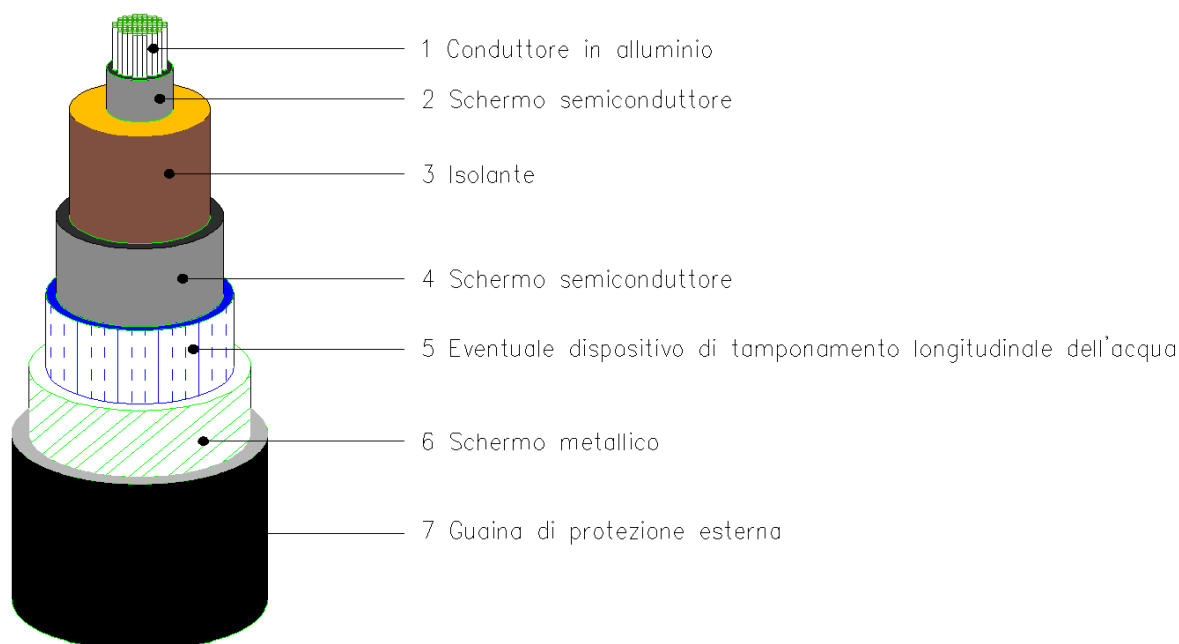 1 Conduttore in alluminio
2 Schermo semiconduttore
3 Isolante
4 Schermo semiconduttore
5 Eventuale dispositivo di tamponamento longitudinale dell'acqua
6 Schermo metallico
7 Guaina di protezione esterna